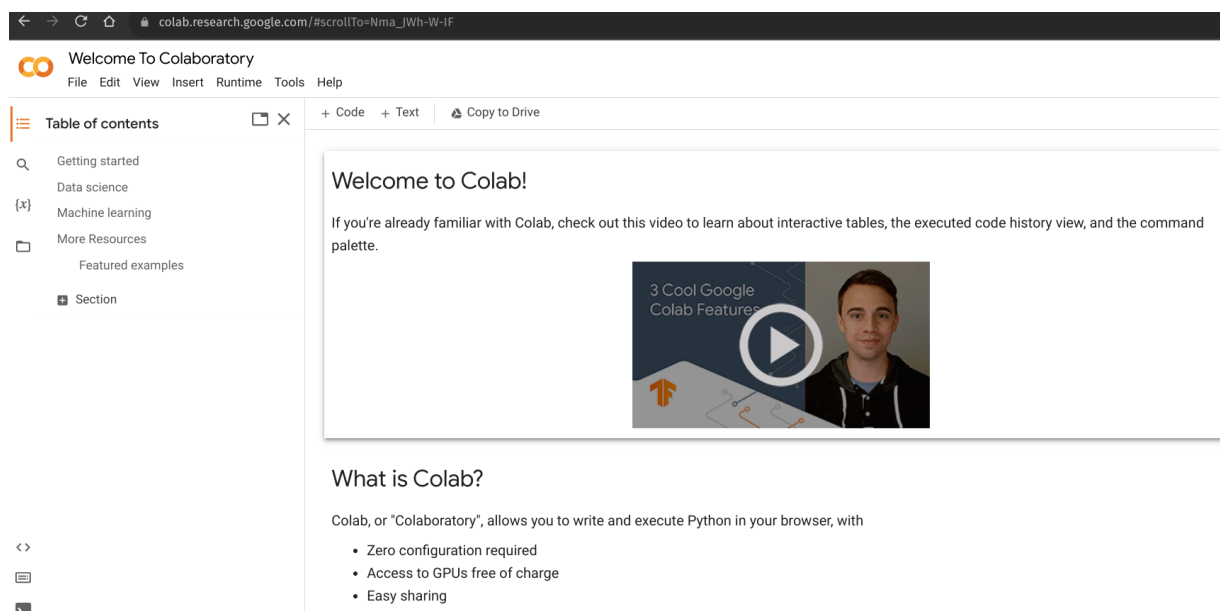 colab.research.google.com/#scrollTo=Nma_JWh-W-IF
Welcome To Colaboratory
File Edit View Insert Runtime Tools Help
Table of contents
+ Code + Text Copy to Drive
Getting started
Data science
{x}
Machine learning
More Resources
Featured examples
Section
Welcome to Colab!
If you're already familiar with Colab, check out this video to learn about interactive tables, the executed code history view, and the command
palette.
3 Cool Google
Colab Features
What is Colab?
Colab, or "Colaboratory", allows you to write and execute Python in your browser, with
• Zero configuration required
• Access to GPUs free of charge
• Easy sharing